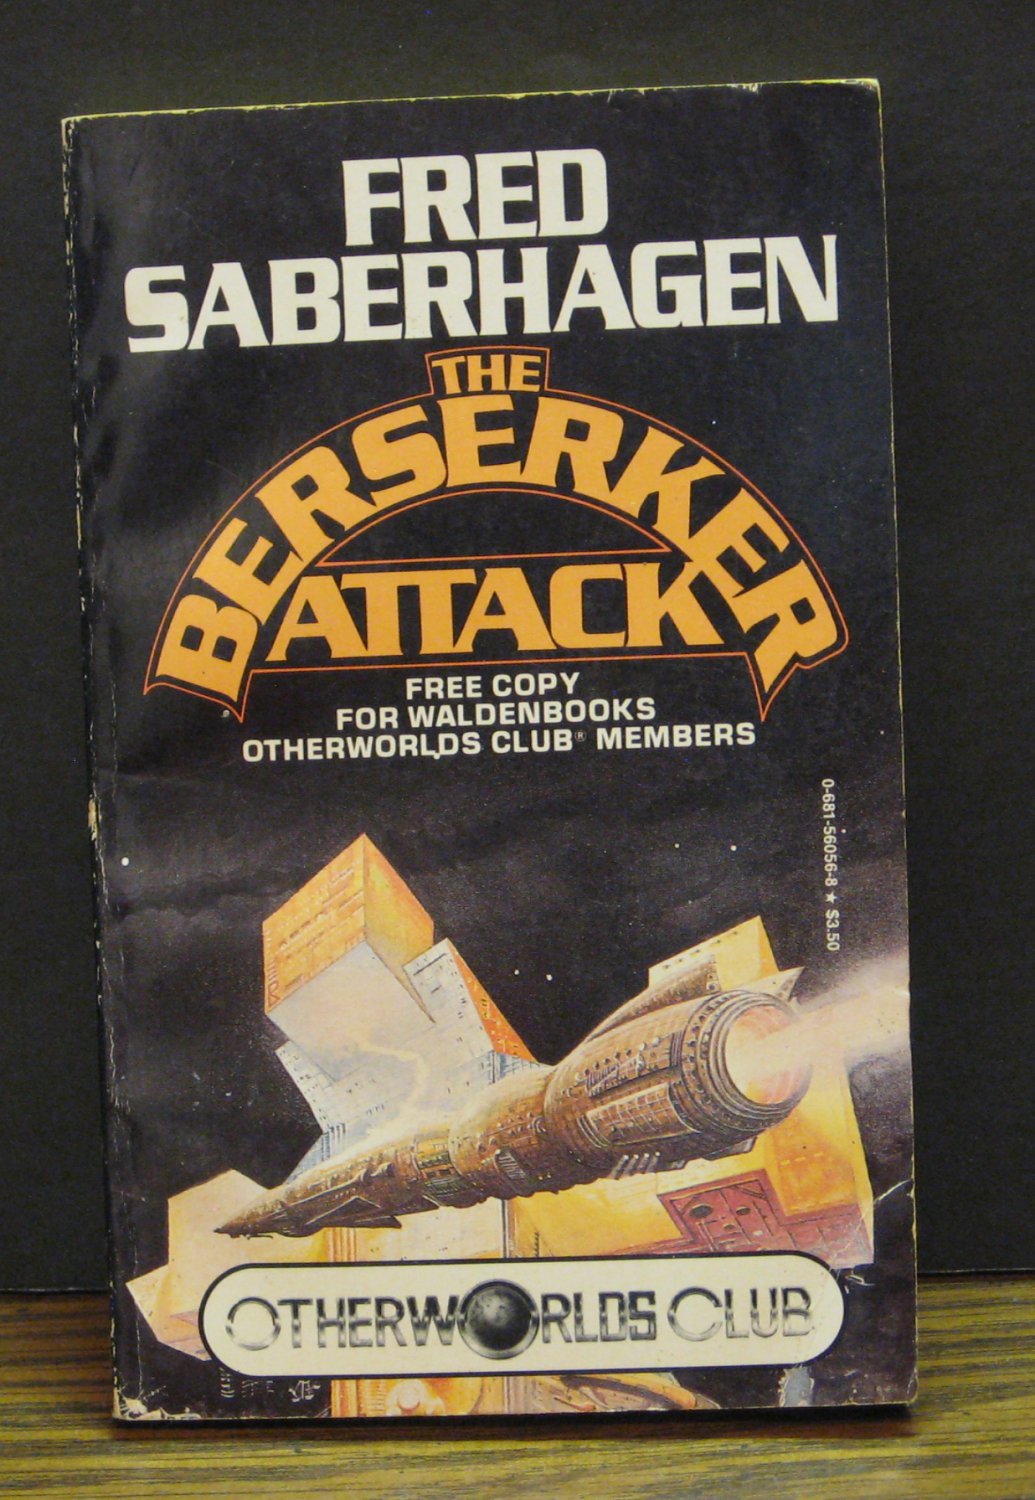 FRED
SABERHAGEN
THE
BERSERKER
ATTACK
FREE COPY
FOR WALDENBOOKS
OTHERWORLDS CLUB® MEMBERS
0-681-56056-8 ★ $3.50
OTHERWORLDS CLUB